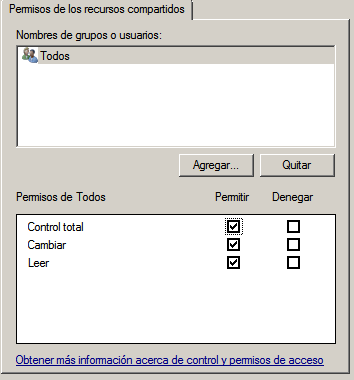 Permisos de los recursos compartidos
Nombres de grupos o usuarios:
Todos
Agregar...
Quitar
Permisos de Todos
Permitir
Denegar
Control total
Cambiar
Leer
Obtener más información acerca de control y permisos de acceso